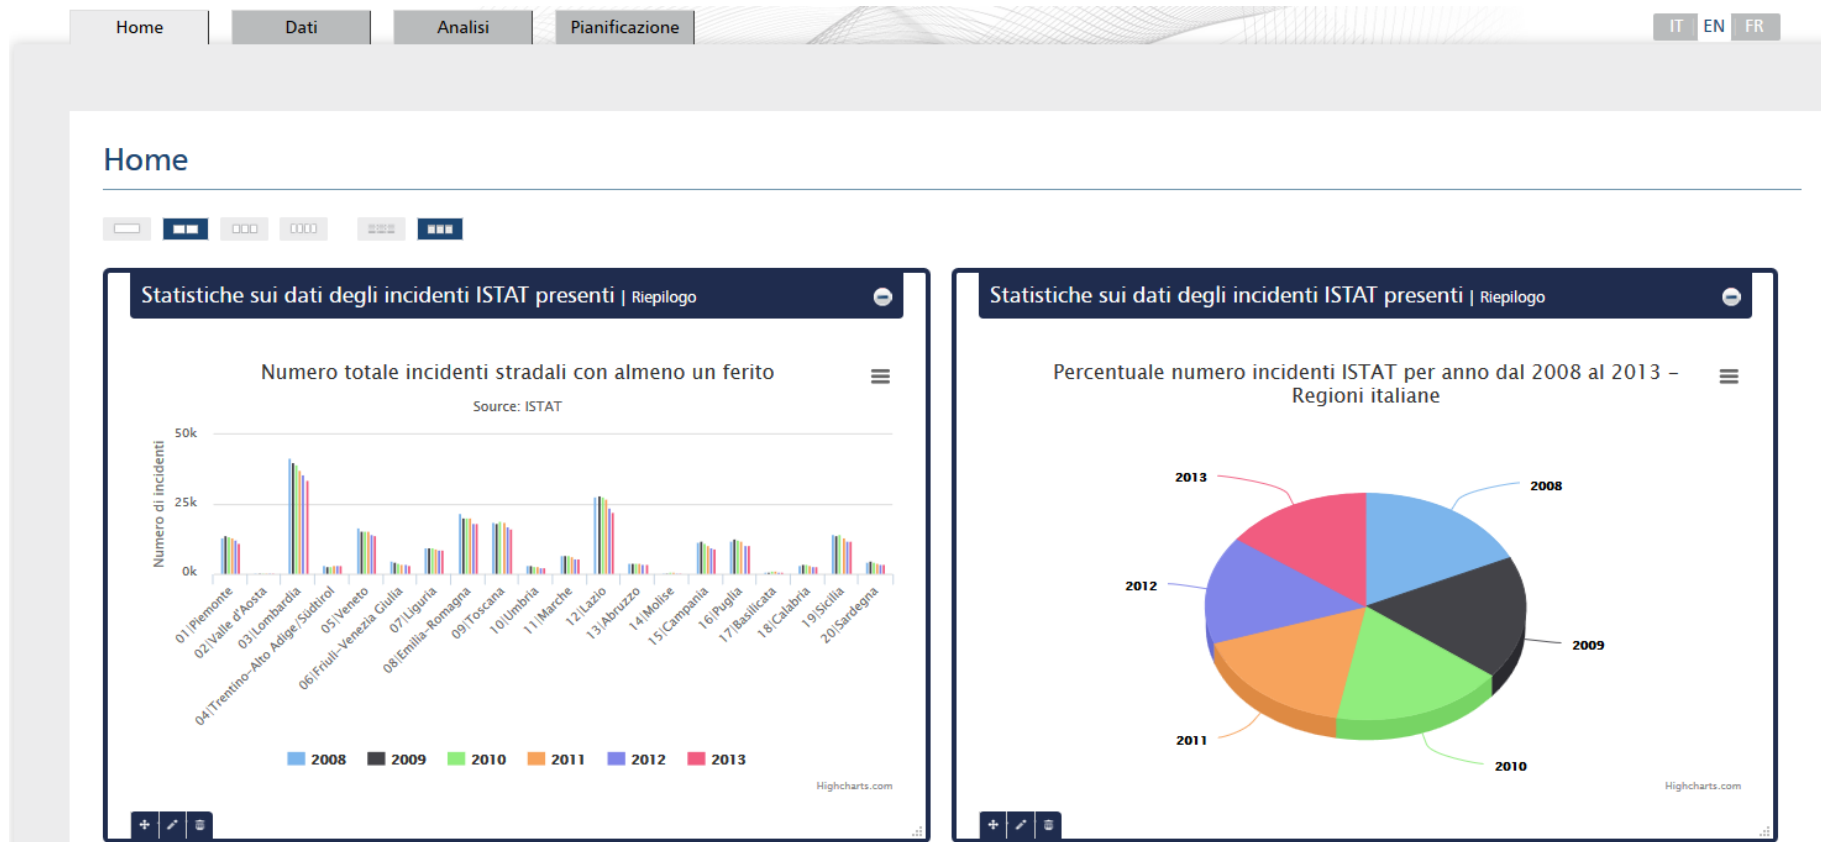 Home
Dati
Analisi
Pianificazione
IT
EN
FR
Home
Statistiche sui dati degli incidenti ISTAT presenti | Riepilogo
Numero totale incidenti stradali con almeno un ferito
Source: ISTAT
Numero di incidenti
50k
25k
0k
01|Piemonte
02|Valle d'Aosta
03|Lombardia
04|Trentino-Alto Adige/Südtirol
05|Veneto
06|Friuli-Venezia Giulia
07|Liguria
08|Emilia-Romagna
09|Toscana
10|Umbria
11|Marche
12|Lazio
13|Abruzzo
14|Molise
15|Campania
16|Puglia
17|Basilicata
18|Calabria
19|Sicilia
20|Sardegna
2008
2009
2010
2011
2012
2013
Highcharts.com
Statistiche sui dati degli incidenti ISTAT presenti | Riepilogo
Percentuale numero incidenti ISTAT per anno dal 2008 al 2013 -
Regioni italiane
2013
2008
2012
2009
2011
2010
Highcharts.com